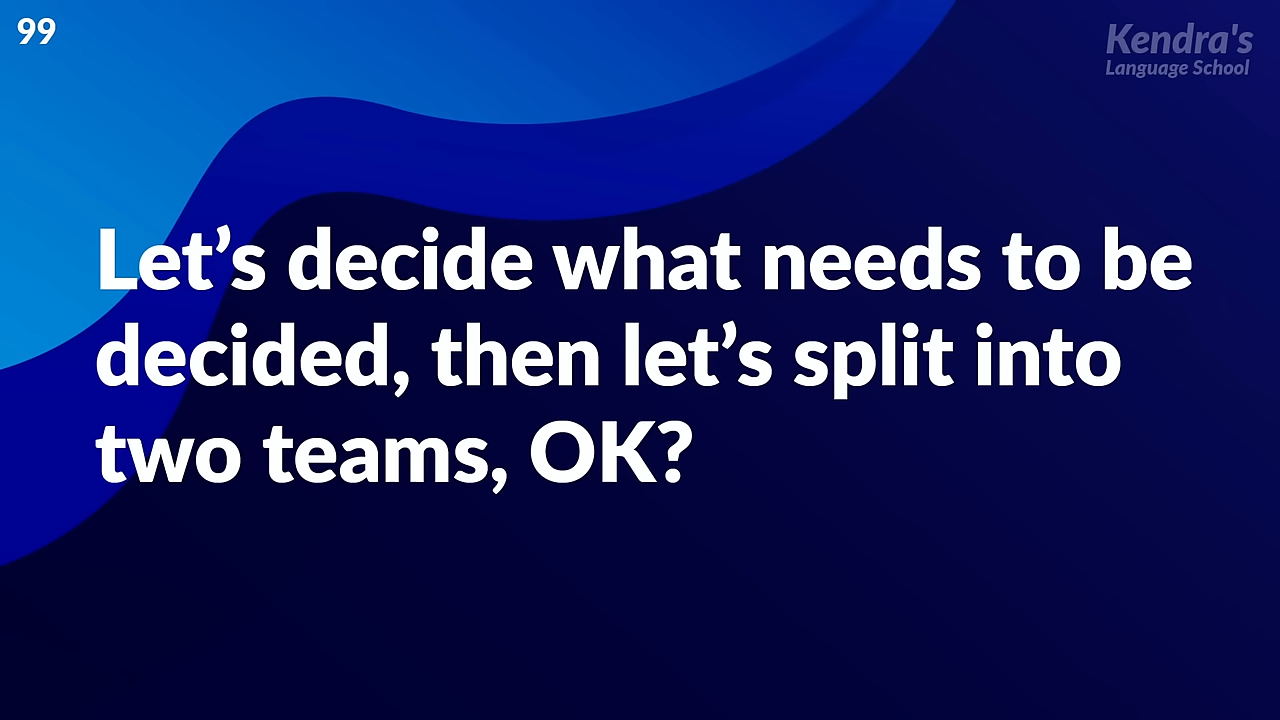 99
Kendra's
Language School
Let’s decide what needs to be
decided, then let’s split into
two teams, OK?